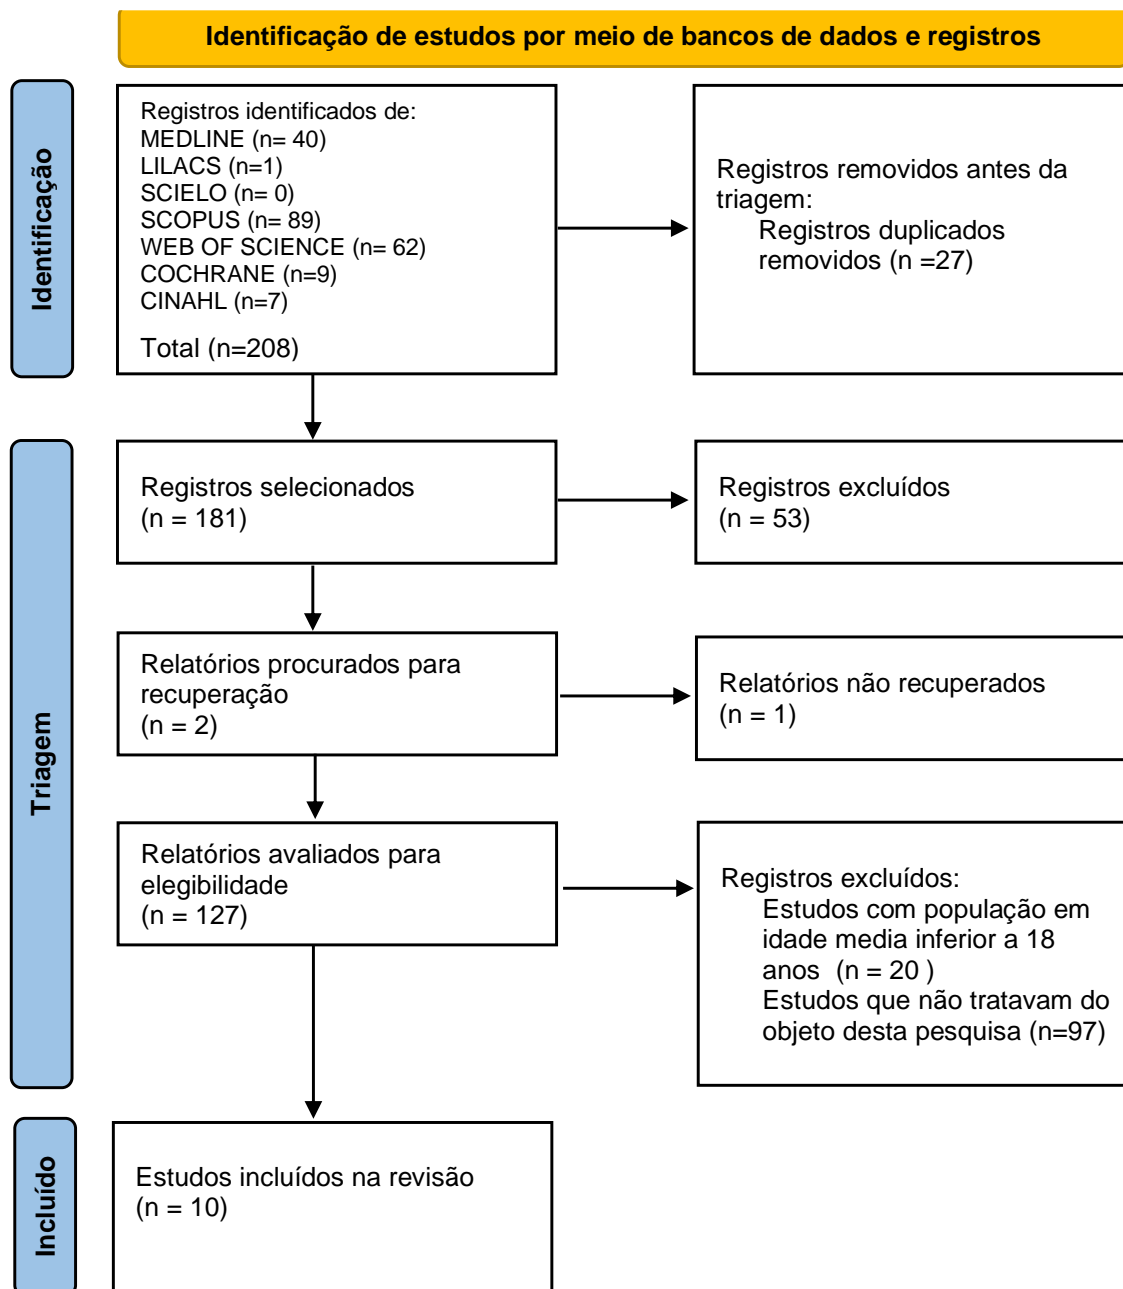 Identificação de estudos por meio de bancos de dados e registros
Identificação
Registros identificados de:
MEDLINE (n= 40)
LILACS (n=1)
SCIELO (n= 0)
SCOPUS (n= 89)
WEB OF SCIENCE (n= 62)
COCHRANE (n=9)
CINAHL (n=7)
Total (n=208)
Registros removidos antes da
triagem:
Registros duplicados
removidos (n =27)
Triagem
Registros selecionados
(n = 181)
Registros excluídos
(n = 53)
Relatórios procurados para
recuperação
(n = 2)
Relatórios não recuperados
(n = 1)
Relatórios avaliados para
elegibilidade
(n = 127)
Registros excluídos:
Estudos com população em
idade media inferior a 18
anos  (n = 20 )
Estudos que não tratavam do
objeto desta pesquisa (n=97)
Incluído
Estudos incluídos na revisão
(n = 10)